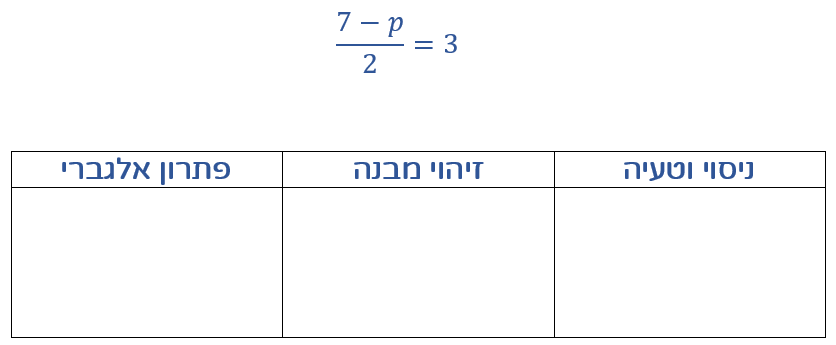 (7 − p)/2 = 3
ניסוי וטעיה
זיהוי מבנה
פתרון אלגברי